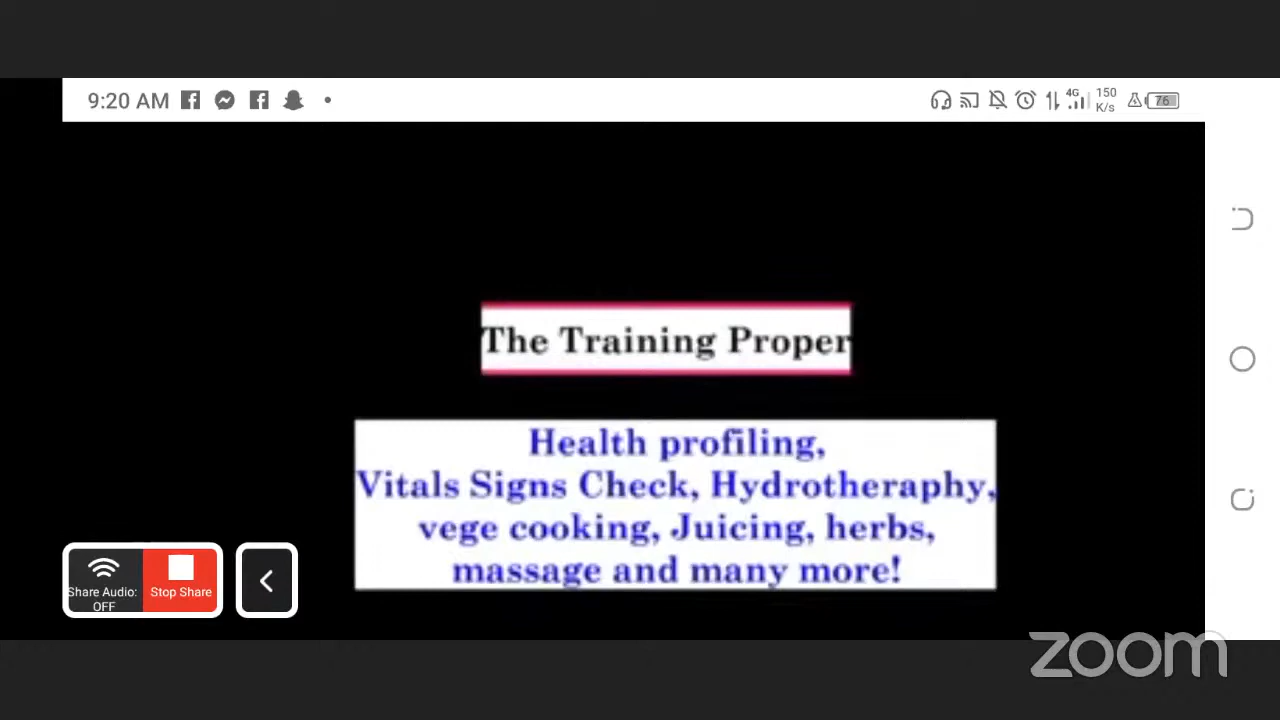 9:20 AM
4G
150
K/s
76
The Training Proper
Health profiling,
Vitals Signs Check, Hydrotheraphy,
vege cooking, Juicing, herbs,
massage and many more!
Share Audio:
OFF
Stop Share
zoom